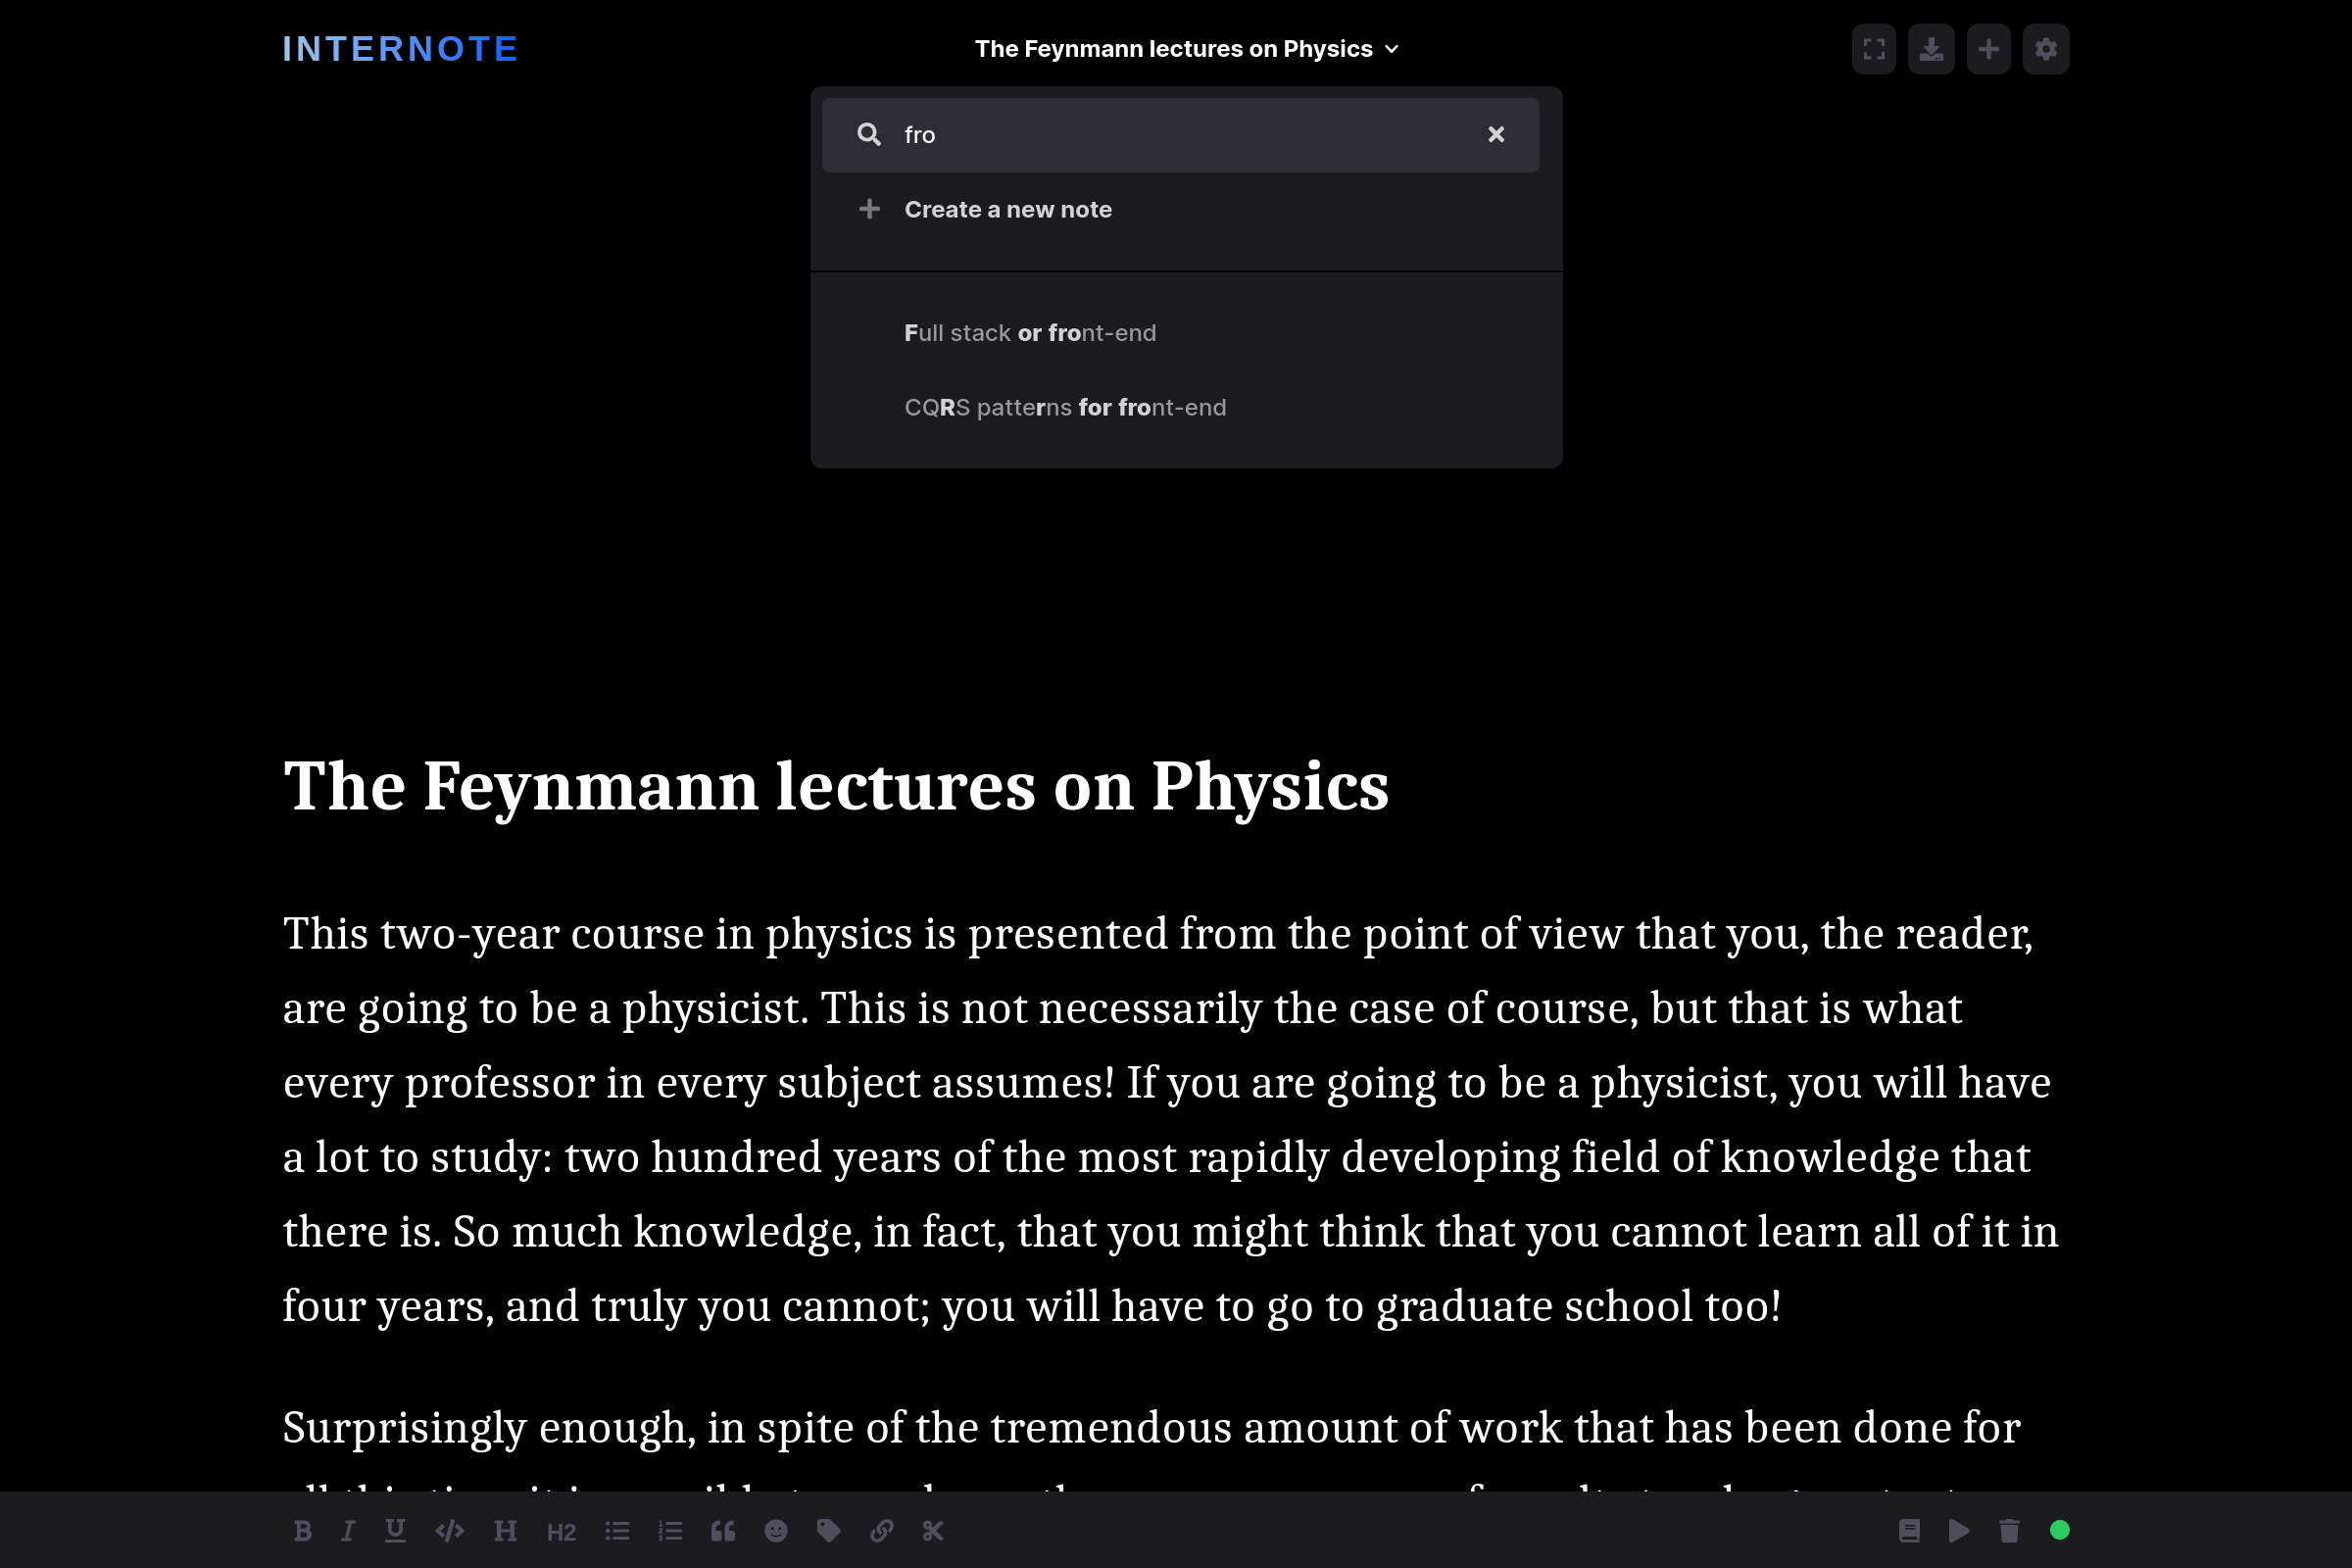 INTERNOTE
The Feynmann lectures on Physics
fro
Create a new note
Full stack or front-end
CQRS patterns for front-end
The Feynmann lectures on Physics
This two-year course in physics is presented from the point of view that you, the reader,
are going to be a physicist. This is not necessarily the case of course, but that is what
every professor in every subject assumes! If you are going to be a physicist, you will have
a lot to study: two hundred years of the most rapidly developing field of knowledge that
there is. So much knowledge, in fact, that you might think that you cannot learn all of it in
four years, and truly you cannot; you will have to go to graduate school too!
Surprisingly enough, in spite of the tremendous amount of work that has been done for
B I U H H2